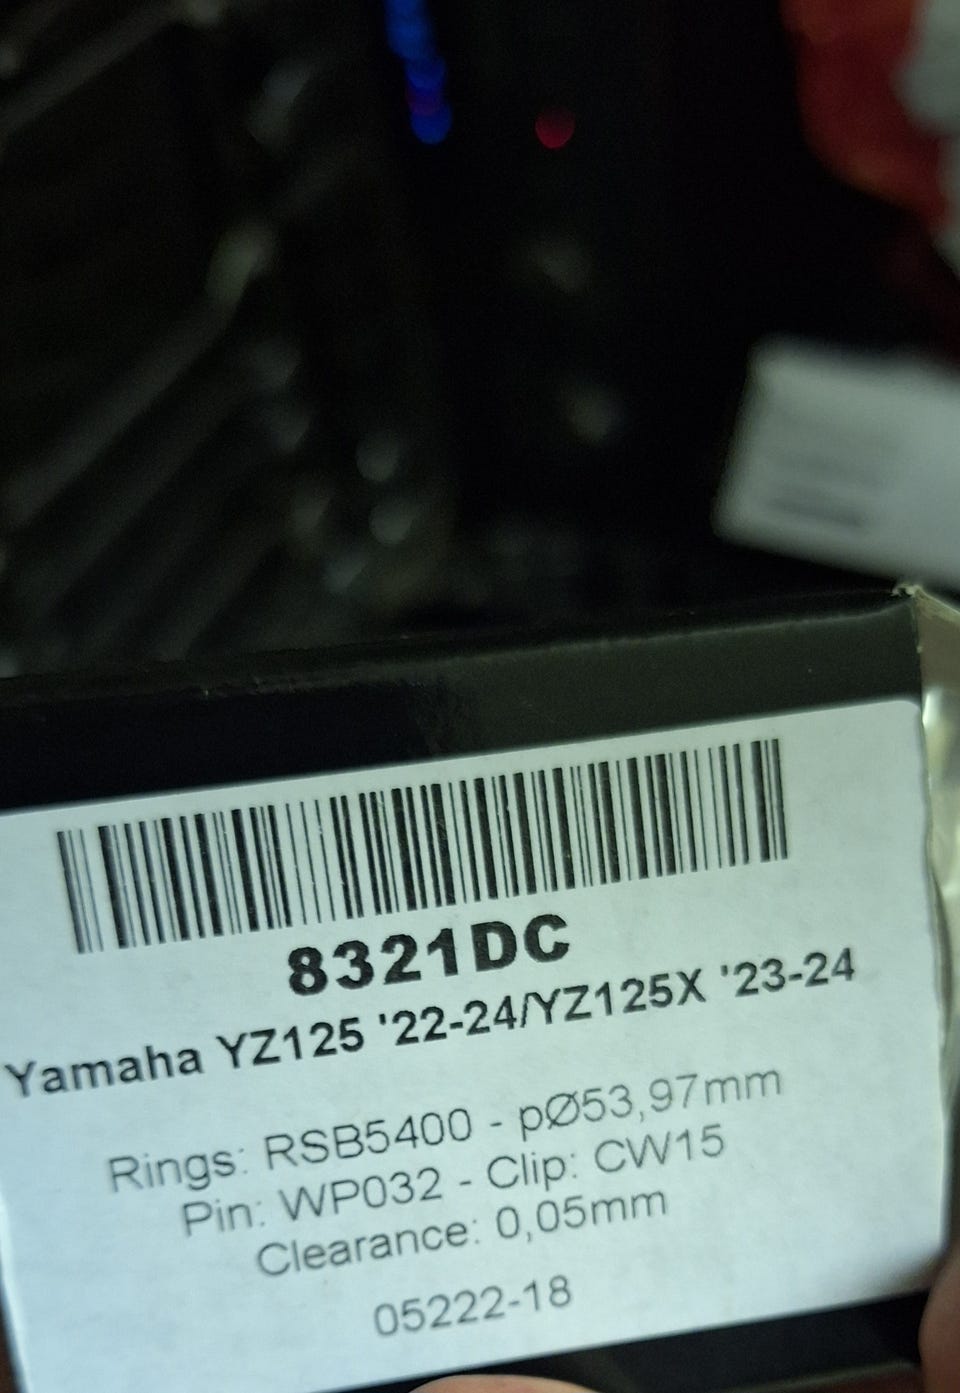 8321DC
Yamaha YZ125 '22-24/YZ125X '23-24
Rings: RSB5400 - pØ53,97mm
Pin: WP032 - Clip: CW15
Clearance: 0,05mm
05222-18